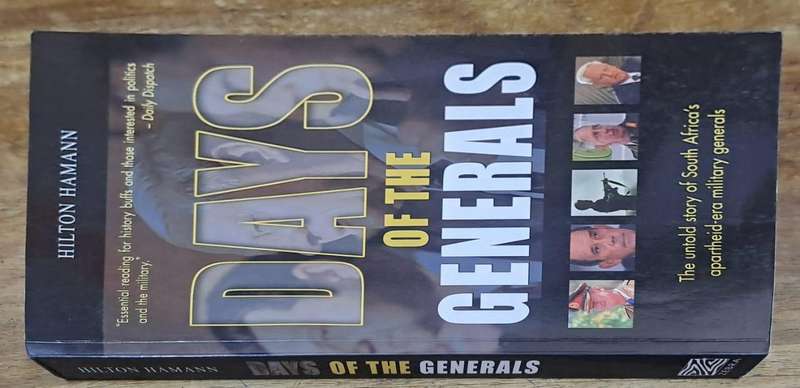 HILTON HAMANN
"Essential reading for history buffs and those interested in politics
and the military."
– Daily Dispatch
DAYS
OF THE
GENERALS
The untold story of South Africa's
apartheid-era military generals
HILTON HAMANN DAYS OF THE GENERALS ZEBRA